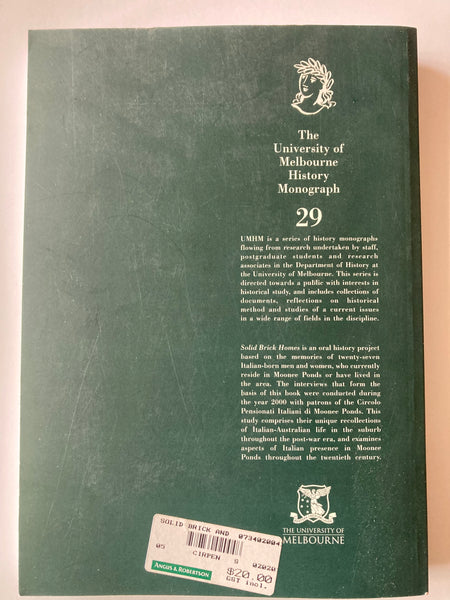 The
University of
Melbourne
History
Monograph
29
UMHM is a series of history monographs
flowing from research undertaken by staff,
postgraduate students and research
associates in the Department of History at
the University of Melbourne. This series is
directed towards a public with interests in
historical study, and includes collections of
documents, reflections on historical
method and studies of a current issues
in a wide range of fields in the discipline.
Solid Brick Homes is an oral history project
based on the memories of twenty-seven
Italian-born men and women, who currently
reside in Moonee Ponds or have lived in
the area. The interviews that form the
basis of this book were conducted during
the year 2000 with patrons of the Circolo
Pensionati Italiani di Moonee Ponds. This
study comprises their unique recollections
of Italian-Australian life in the suburb
throughout the post-war era, and examines
aspects of Italian presence in Moonee
Ponds throughout the twentieth century.
THE UNIVERSITY OF
MELBOURNE
SOLID BRICK AND 073402004
05 CIRPEN S 02020
ANGUS & ROBERTSON
$20.00
GST incl.